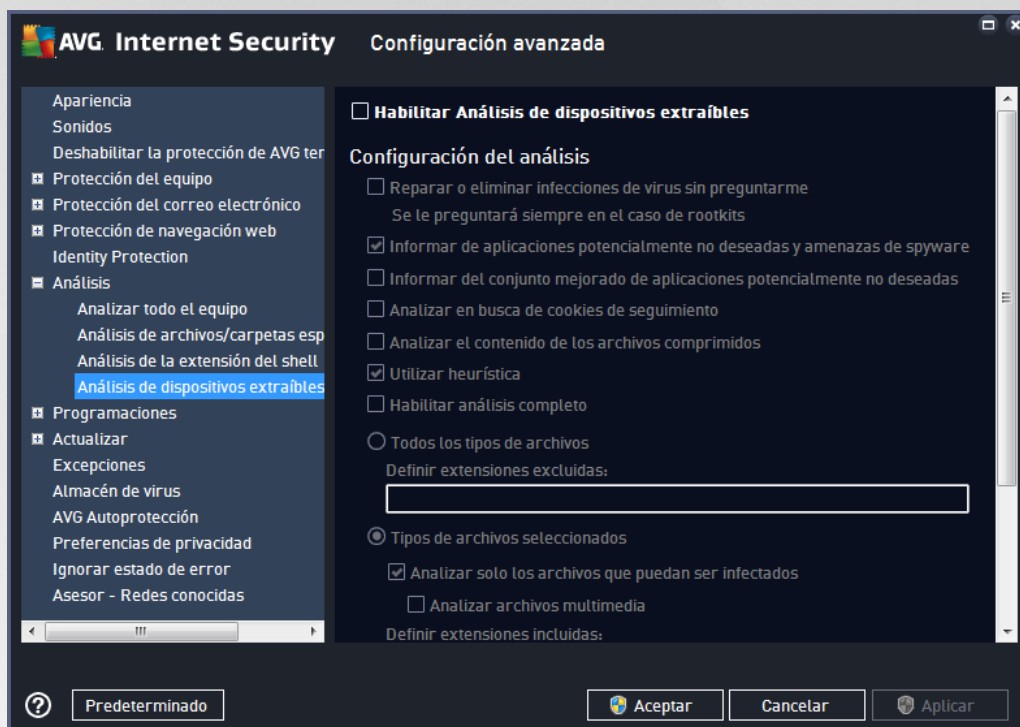 AVG. Internet Security Configuración avanzada
Apariencia
Sonidos
Deshabilitar la protección de AVG ter
Protección del equipo
Protección del correo electrónico
Protección de navegación web
Identity Protection
Análisis
Analizar todo el equipo
Análisis de archivos/carpetas esp
Análisis de la extensión del shell
Análisis de dispositivos extraíbles
Programaciones
Actualizar
Excepciones
Almacén de virus
AVG Autoprotección
Preferencias de privacidad
Ignorar estado de error
Asesor - Redes conocidas
Habilitar Análisis de dispositivos extraíbles
Configuración del análisis
Reparar o eliminar infecciones de virus sin preguntarme
Se le preguntará siempre en el caso de rootkits
Informar de aplicaciones potencialmente no deseadas y amenazas de spyware
Informar del conjunto mejorado de aplicaciones potencialmente no deseadas
Analizar en busca de cookies de seguimiento
Analizar el contenido de los archivos comprimidos
Utilizar heurística
Habilitar análisis completo
Todos los tipos de archivos
Definir extensiones excluidas:
Tipos de archivos seleccionados
Analizar solo los archivos que puedan ser infectados
Analizar archivos multimedia
Definir extensiones incluidas:
Predeterminado
Aceptar
Cancelar
Aplicar